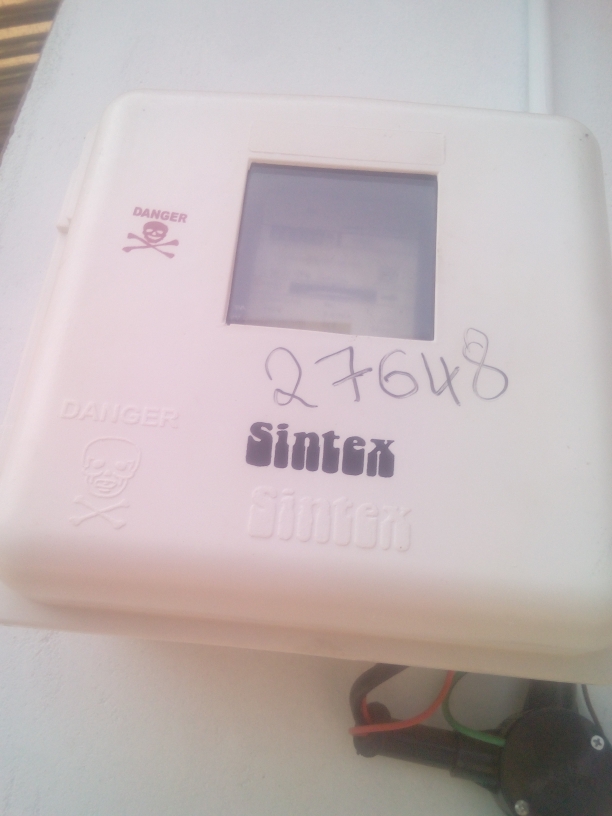 DANGER
27648
DANGER
Sintex
Sintex